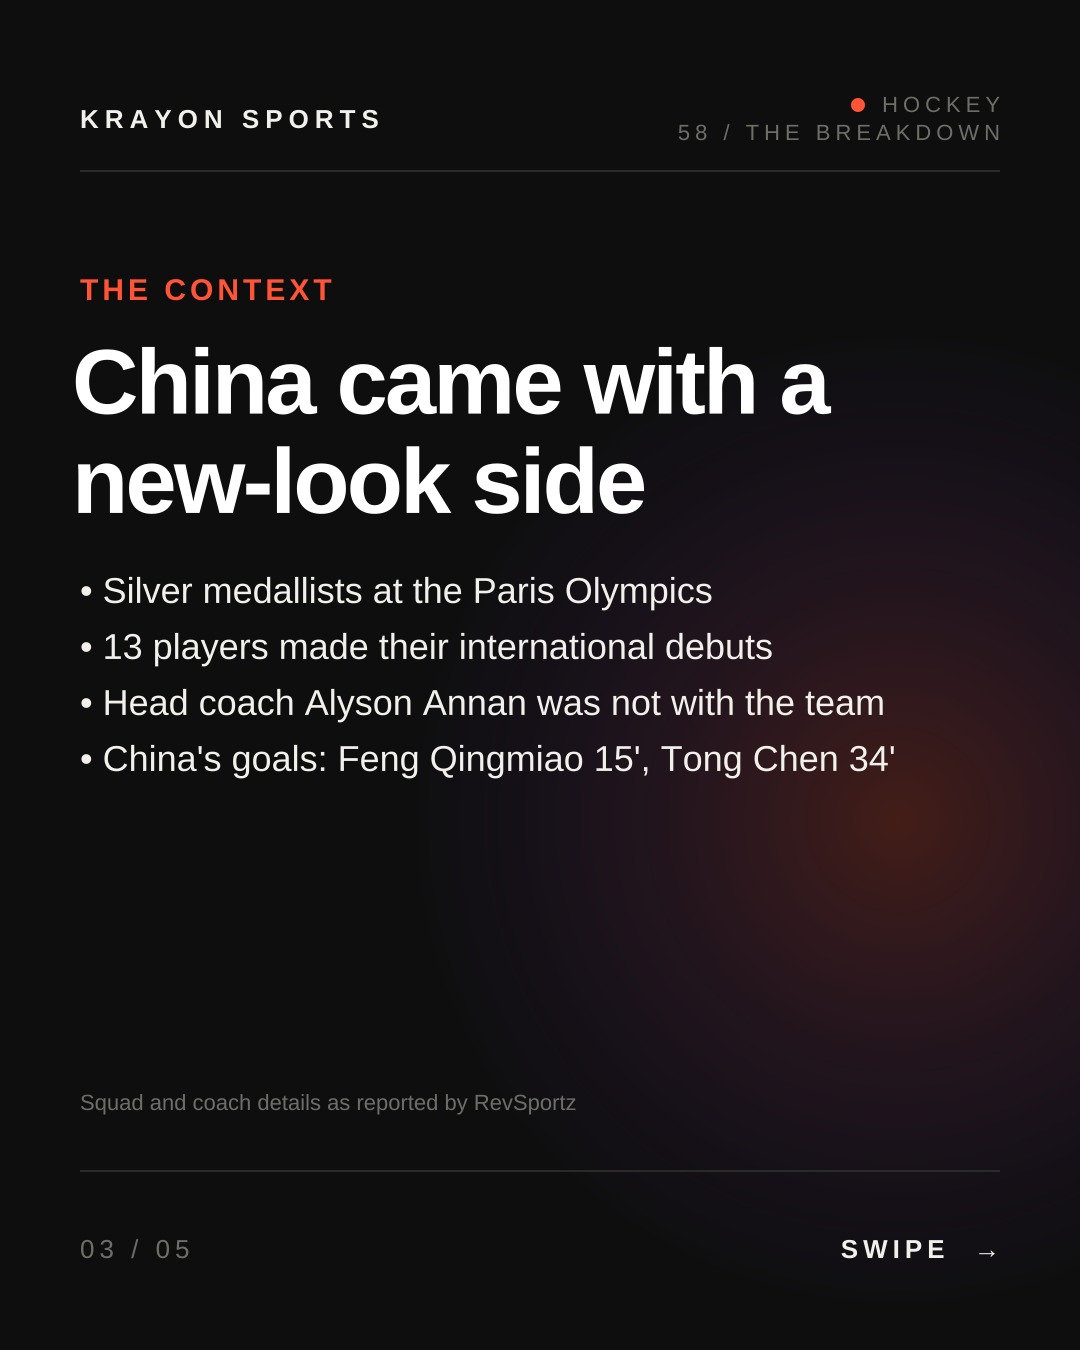 KRAYON SPORTS
● HOCKEY
58 / THE BREAKDOWN
THE CONTEXT
China came with a
new-look side
• Silver medallists at the Paris Olympics
• 13 players made their international debuts
• Head coach Alyson Annan was not with the team
• China's goals: Feng Qingmiao 15', Tong Chen 34'
Squad and coach details as reported by RevSportz
03 / 05
SWIPE →